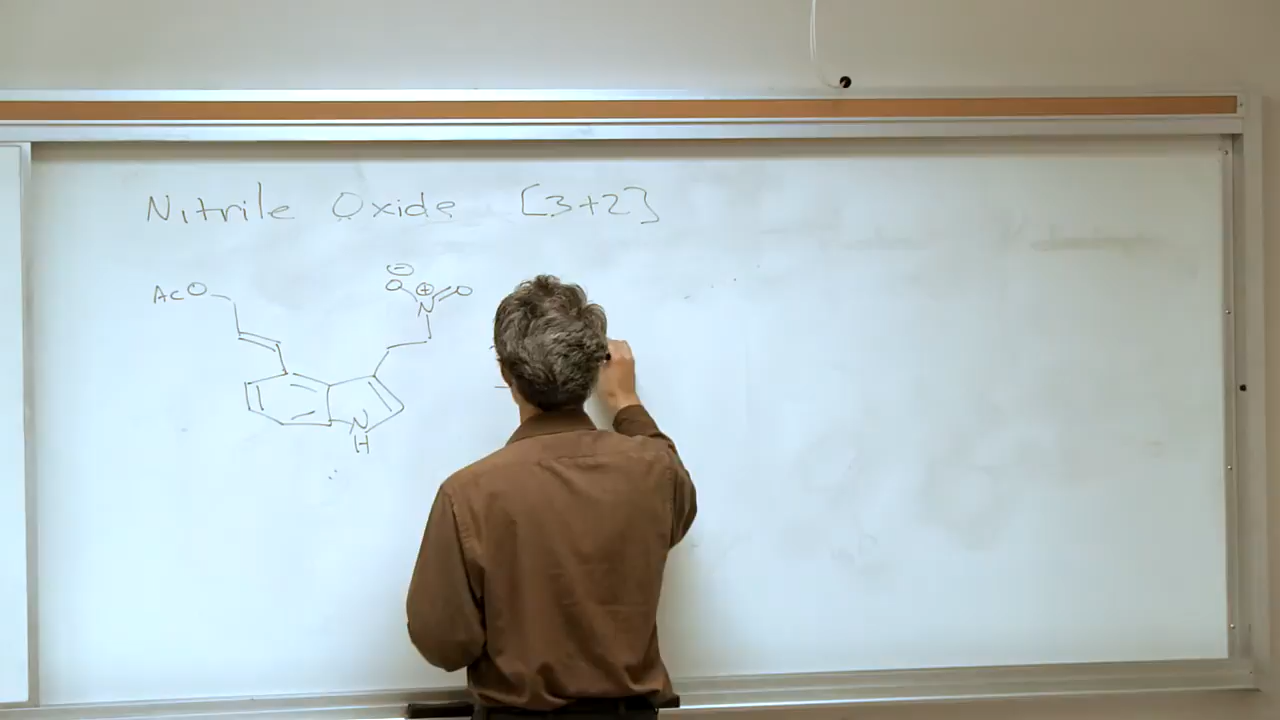 Nitrile Oxide [3+2]
⊖
AcO O ⊕ O
N
N
H